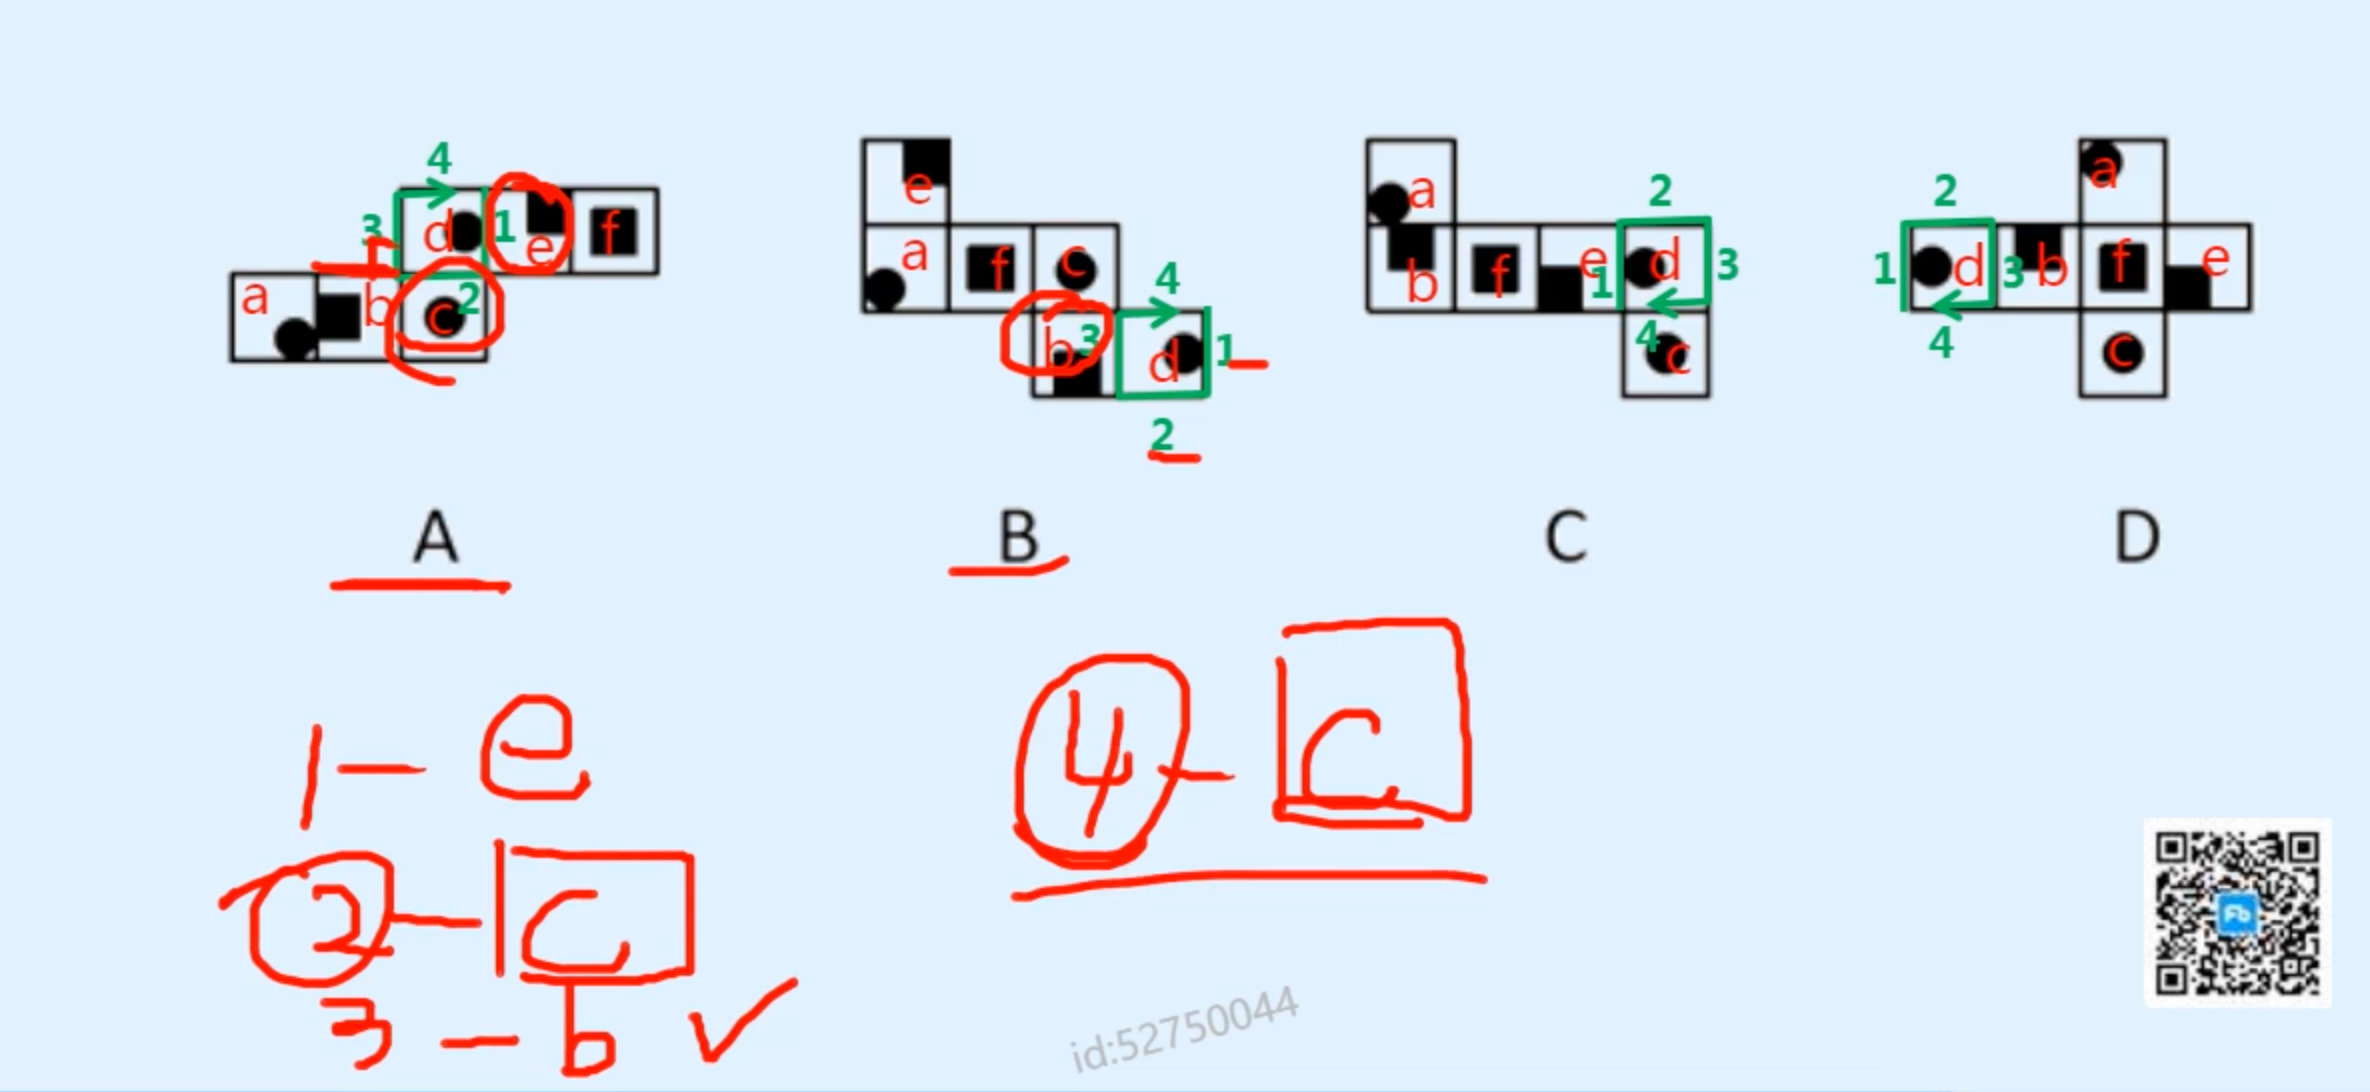 4
3 d 1 e f
a b c 2
e
a f c
4
b 3 d 1
2
a
2
b f e 1 d 3
4 c
a
2
1 d 3 b f e
4
c
A B C D
1 — e
2 — c
3 — b
4 — c
Fb
id:52750044